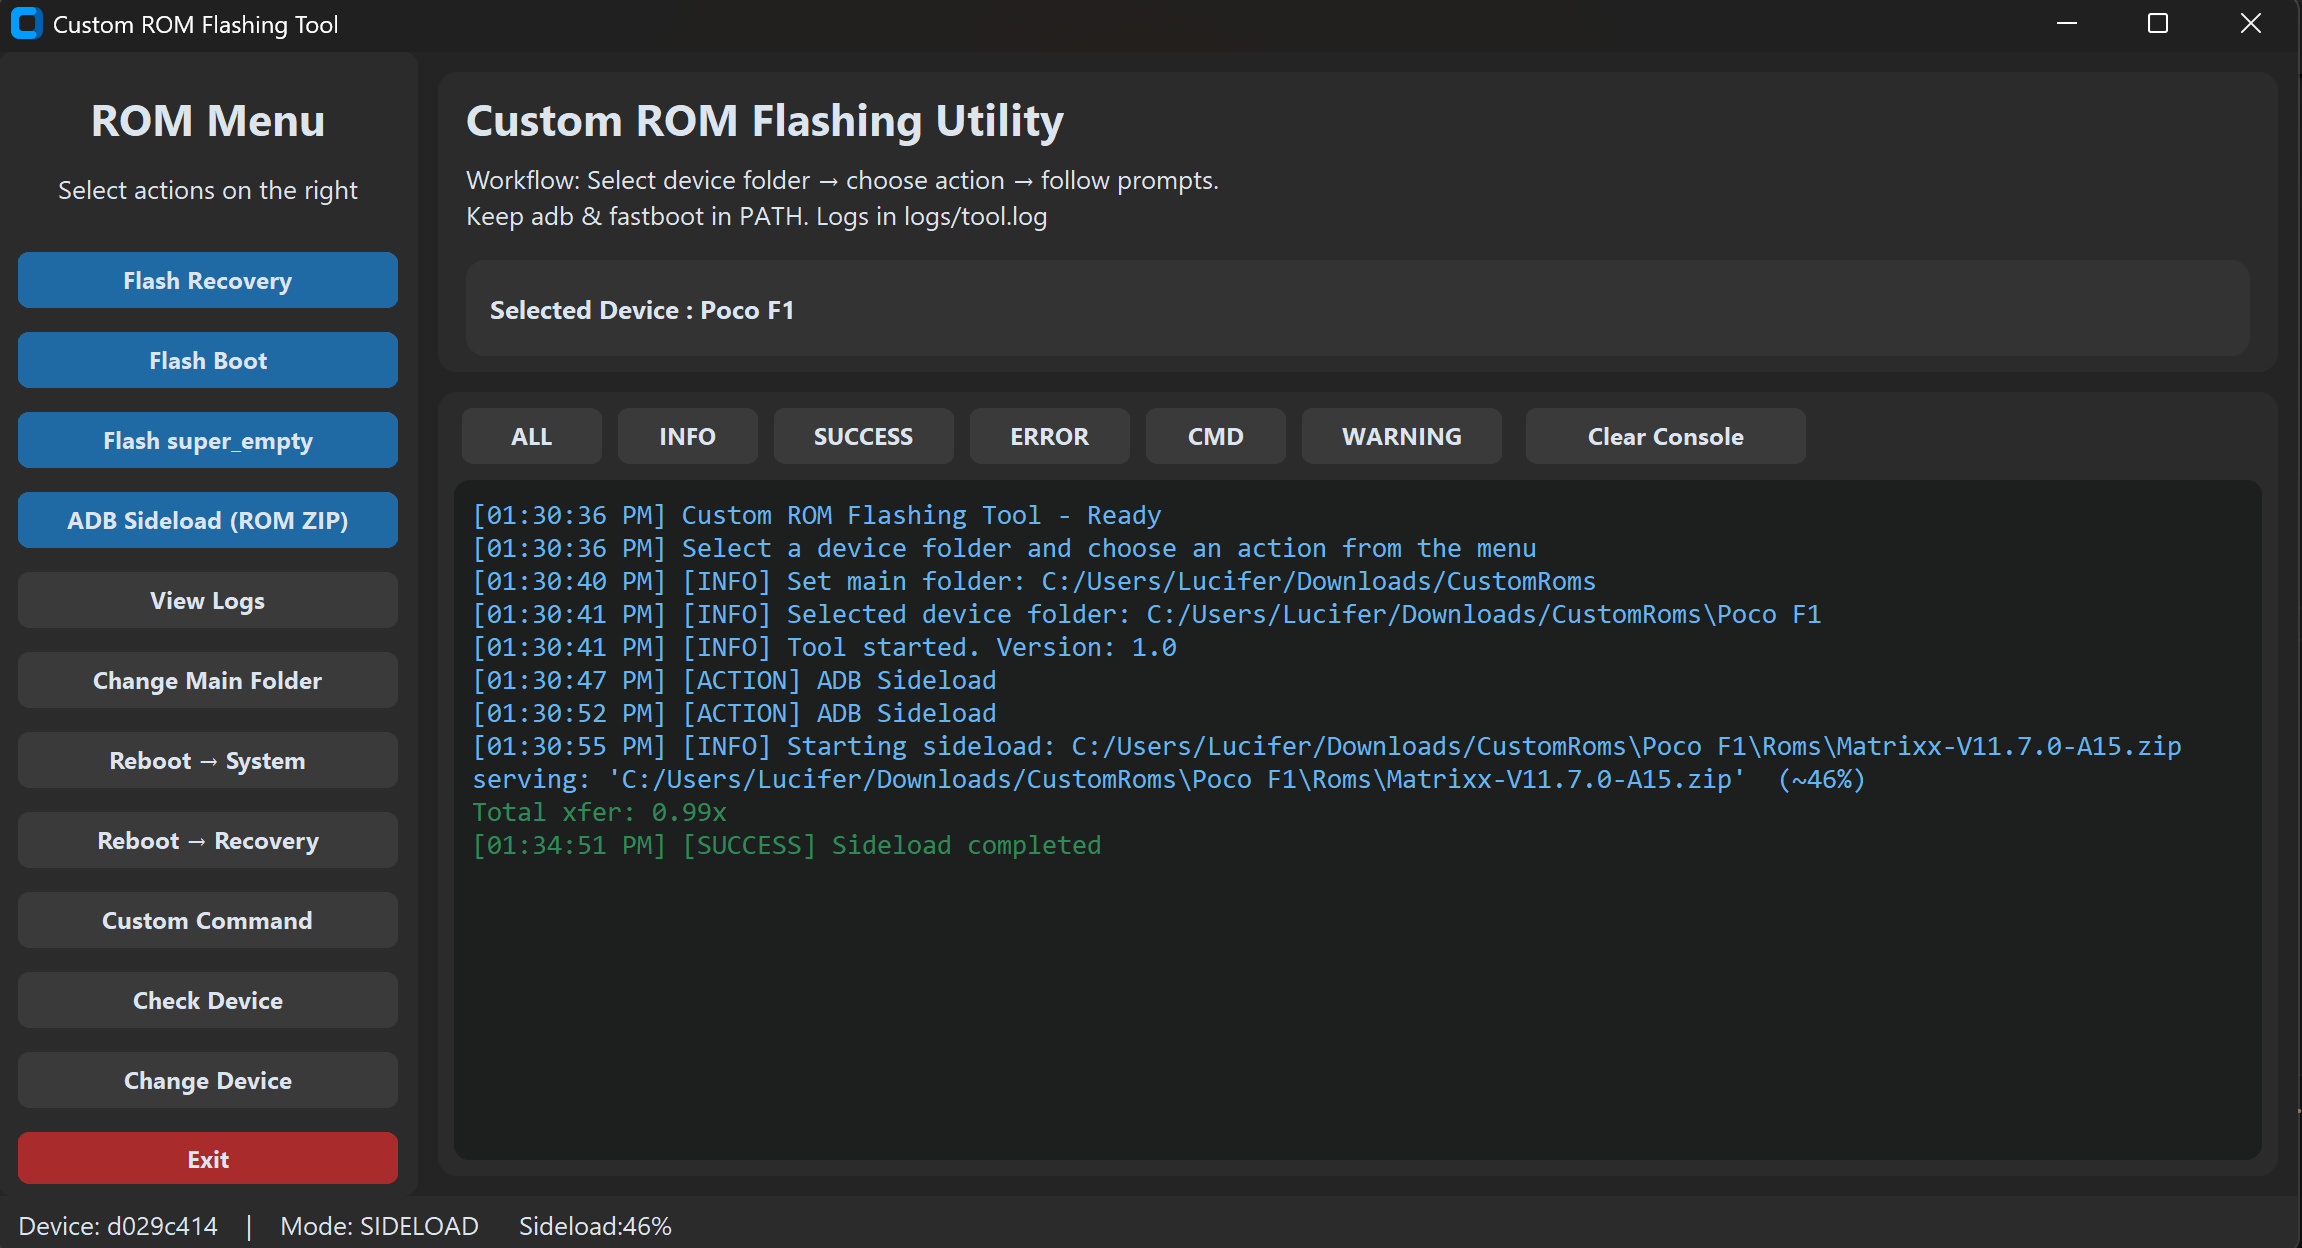 Custom ROM Flashing Tool
ROM Menu
Select actions on the right
Flash Recovery
Flash Boot
Flash super_empty
ADB Sideload (ROM ZIP)
View Logs
Change Main Folder
Reboot → System
Reboot → Recovery
Custom Command
Check Device
Change Device
Exit
Custom ROM Flashing Utility
Workflow: Select device folder → choose action → follow prompts.
Keep adb & fastboot in PATH. Logs in logs/tool.log
Selected Device : Poco F1
ALL INFO SUCCESS ERROR CMD WARNING Clear Console
[01:30:36 PM] Custom ROM Flashing Tool - Ready
[01:30:36 PM] Select a device folder and choose an action from the menu
[01:30:40 PM] [INFO] Set main folder: C:/Users/Lucifer/Downloads/CustomRoms
[01:30:41 PM] [INFO] Selected device folder: C:/Users/Lucifer/Downloads/CustomRoms\Poco F1
[01:30:41 PM] [INFO] Tool started. Version: 1.0
[01:30:47 PM] [ACTION] ADB Sideload
[01:30:52 PM] [ACTION] ADB Sideload
[01:30:55 PM] [INFO] Starting sideload: C:/Users/Lucifer/Downloads/CustomRoms\Poco F1\Roms\Matrixx-V11.7.0-A15.zip
serving: 'C:/Users/Lucifer/Downloads/CustomRoms\Poco F1\Roms\Matrixx-V11.7.0-A15.zip'  (~46%)
Total xfer: 0.99x
[01:34:51 PM] [SUCCESS] Sideload completed
Device: d029c414 | Mode: SIDELOAD Sideload:46%